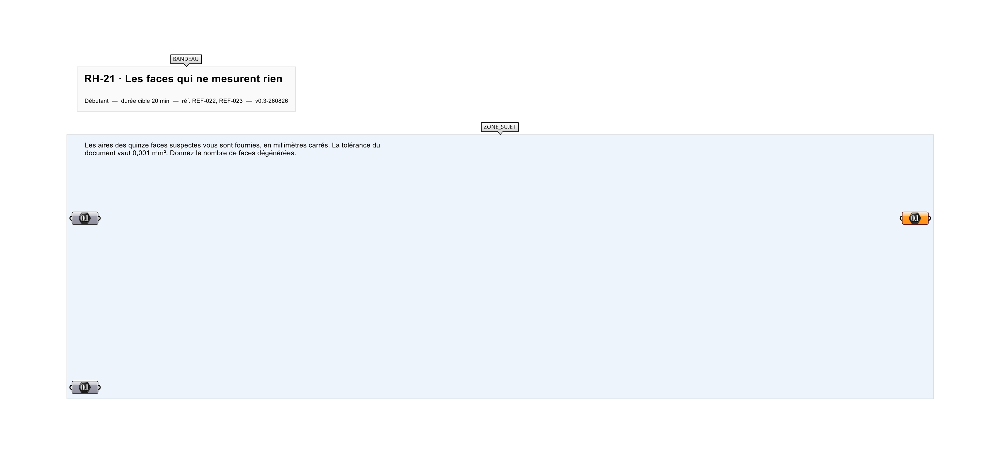 BANDEAU
RH-21 · Les faces qui ne mesurent rien
Débutant — durée cible 20 min — réf. REF-022, REF-023 — v0.3-260826
ZONE_SUJET
Les aires des quinze faces suspectes vous sont fournies, en millimètres carrés. La tolérance du
document vaut 0,001 mm². Donnez le nombre de faces dégénérées.
0.1
0.1
0.1